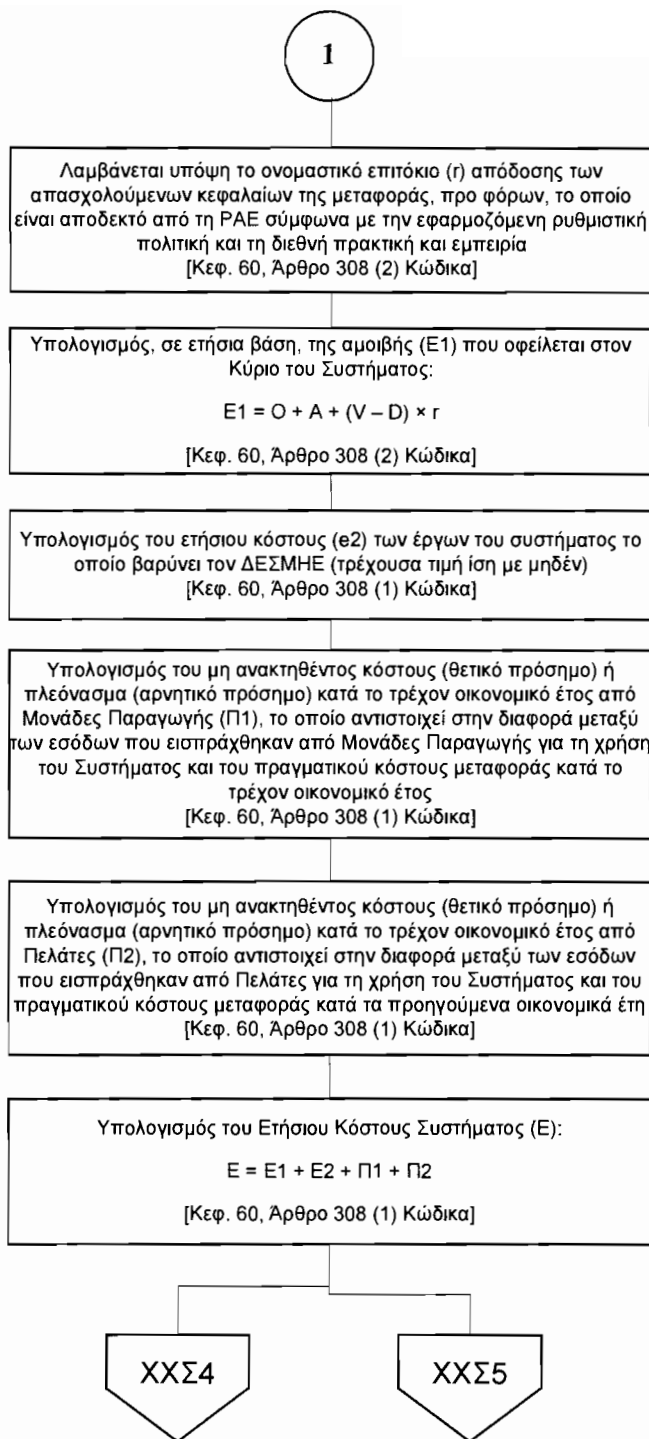 1
Λαμβάνεται υπόψη το ονομαστικό επιτόκιο (r) απόδοσης των
απασχολούμενων κεφαλαίων της μεταφοράς, προ φόρων, το οποίο
είναι αποδεκτό από τη ΡΑΕ σύμφωνα με την εφαρμοζόμενη ρυθμιστική
πολιτική και τη διεθνή πρακτική και εμπειρία
[Κεφ. 60, Άρθρο 308 (2) Κώδικα]
Υπολογισμός, σε ετήσια βάση, της αμοιβής (Ε1) που οφείλεται στον
Κύριο του Συστήματος:
E1 = O + A + (V – D) × r
[Κεφ. 60, Άρθρο 308 (2) Κώδικα]
Υπολογισμός του ετήσιου κόστους (e2) των έργων του συστήματος το
οποίο βαρύνει τον ΔΕΣΜΗΕ (τρέχουσα τιμή ίση με μηδέν)
[Κεφ. 60, Άρθρο 308 (1) Κώδικα]
Υπολογισμός του μη ανακτηθέντος κόστους (θετικό πρόσημο) ή
πλεόνασμα (αρνητικό πρόσημο) κατά το τρέχον οικονομικό έτος από
Μονάδες Παραγωγής (Π1), το οποίο αντιστοιχεί στην διαφορά μεταξύ
των εσόδων που εισπράχθηκαν από Μονάδες Παραγωγής για τη χρήση
του Συστήματος και του πραγματικού κόστους μεταφοράς κατά το
τρέχον οικονομικό έτος
[Κεφ. 60, Άρθρο 308 (1) Κώδικα]
Υπολογισμός του μη ανακτηθέντος κόστους (θετικό πρόσημο) ή
πλεόνασμα (αρνητικό πρόσημο) κατά το τρέχον οικονομικό έτος από
Πελάτες (Π2), το οποίο αντιστοιχεί στην διαφορά μεταξύ των εσόδων
που εισπράχθηκαν από Πελάτες για τη χρήση του Συστήματος και του
πραγματικού κόστους μεταφοράς κατά τα προηγούμενα οικονομικά έτη
[Κεφ. 60, Άρθρο 308 (1) Κώδικα]
Υπολογισμός του Ετήσιου Κόστους Συστήματος (Ε):
E = E1 + E2 + Π1 + Π2
[Κεφ. 60, Άρθρο 308 (1) Κώδικα]
ΧΧΣ4 ΧΧΣ5